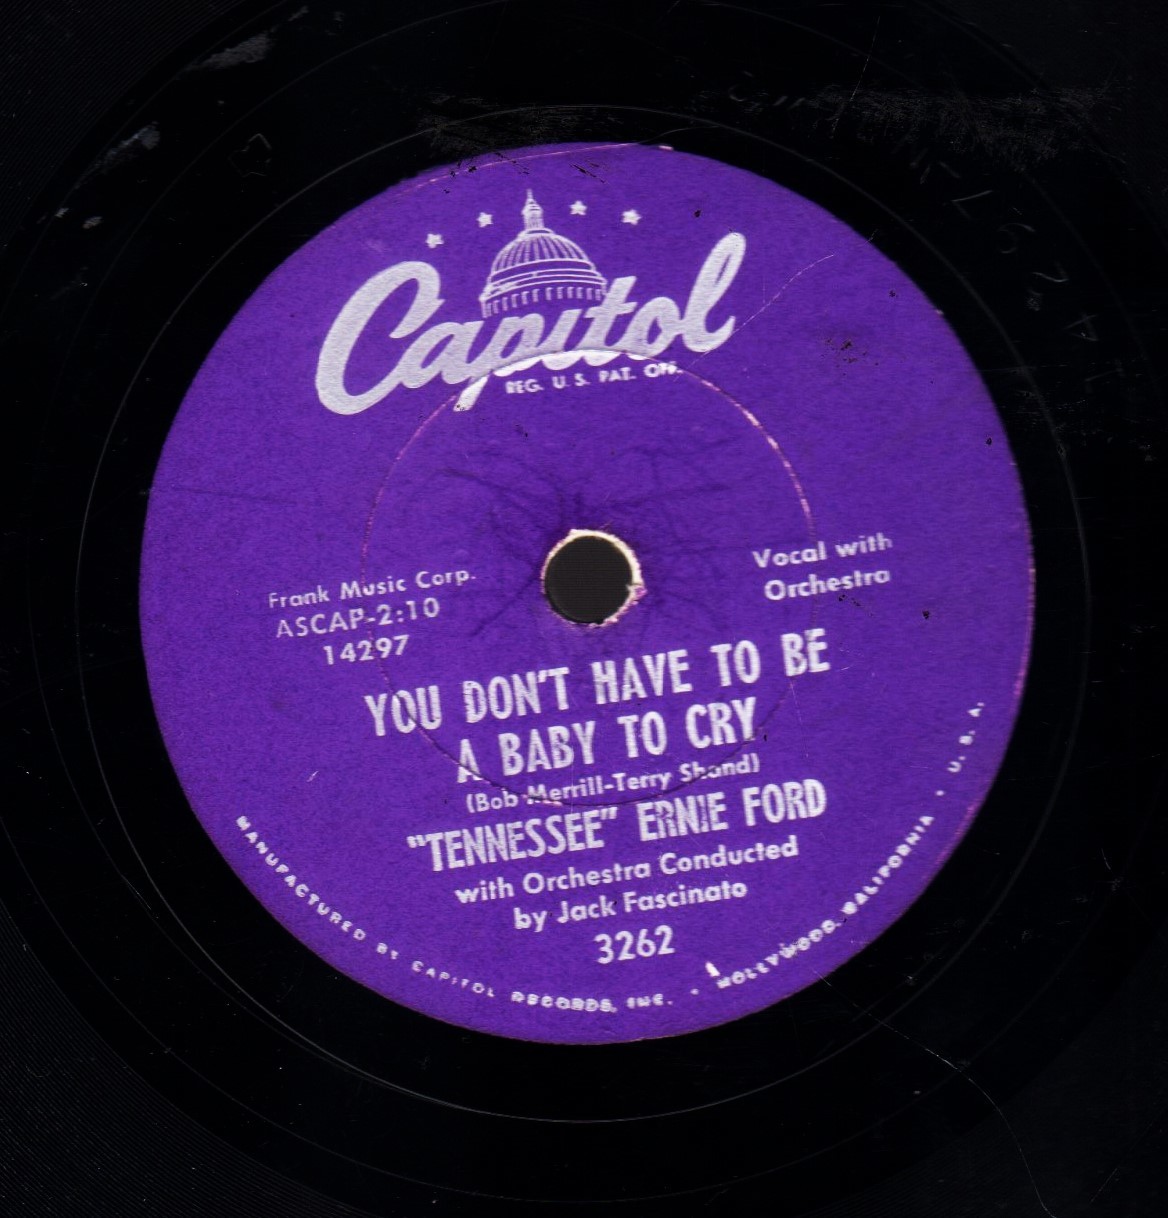 Capitol
REG. U. S. PAT. OFF.
Vocal with
Orchestra
Frank Music Corp.
ASCAP-2:10
14297
YOU DON'T HAVE TO BE
A BABY TO CRY
(Bob Merrill-Terry Shand)
"TENNESSEE" ERNIE FORD
with Orchestra Conducted
by Jack Fascinato
3262
MANUFACTURED BY CAPITOL RECORDS, INC. • HOLLYWOOD, CALIFORNIA • U. S. A.